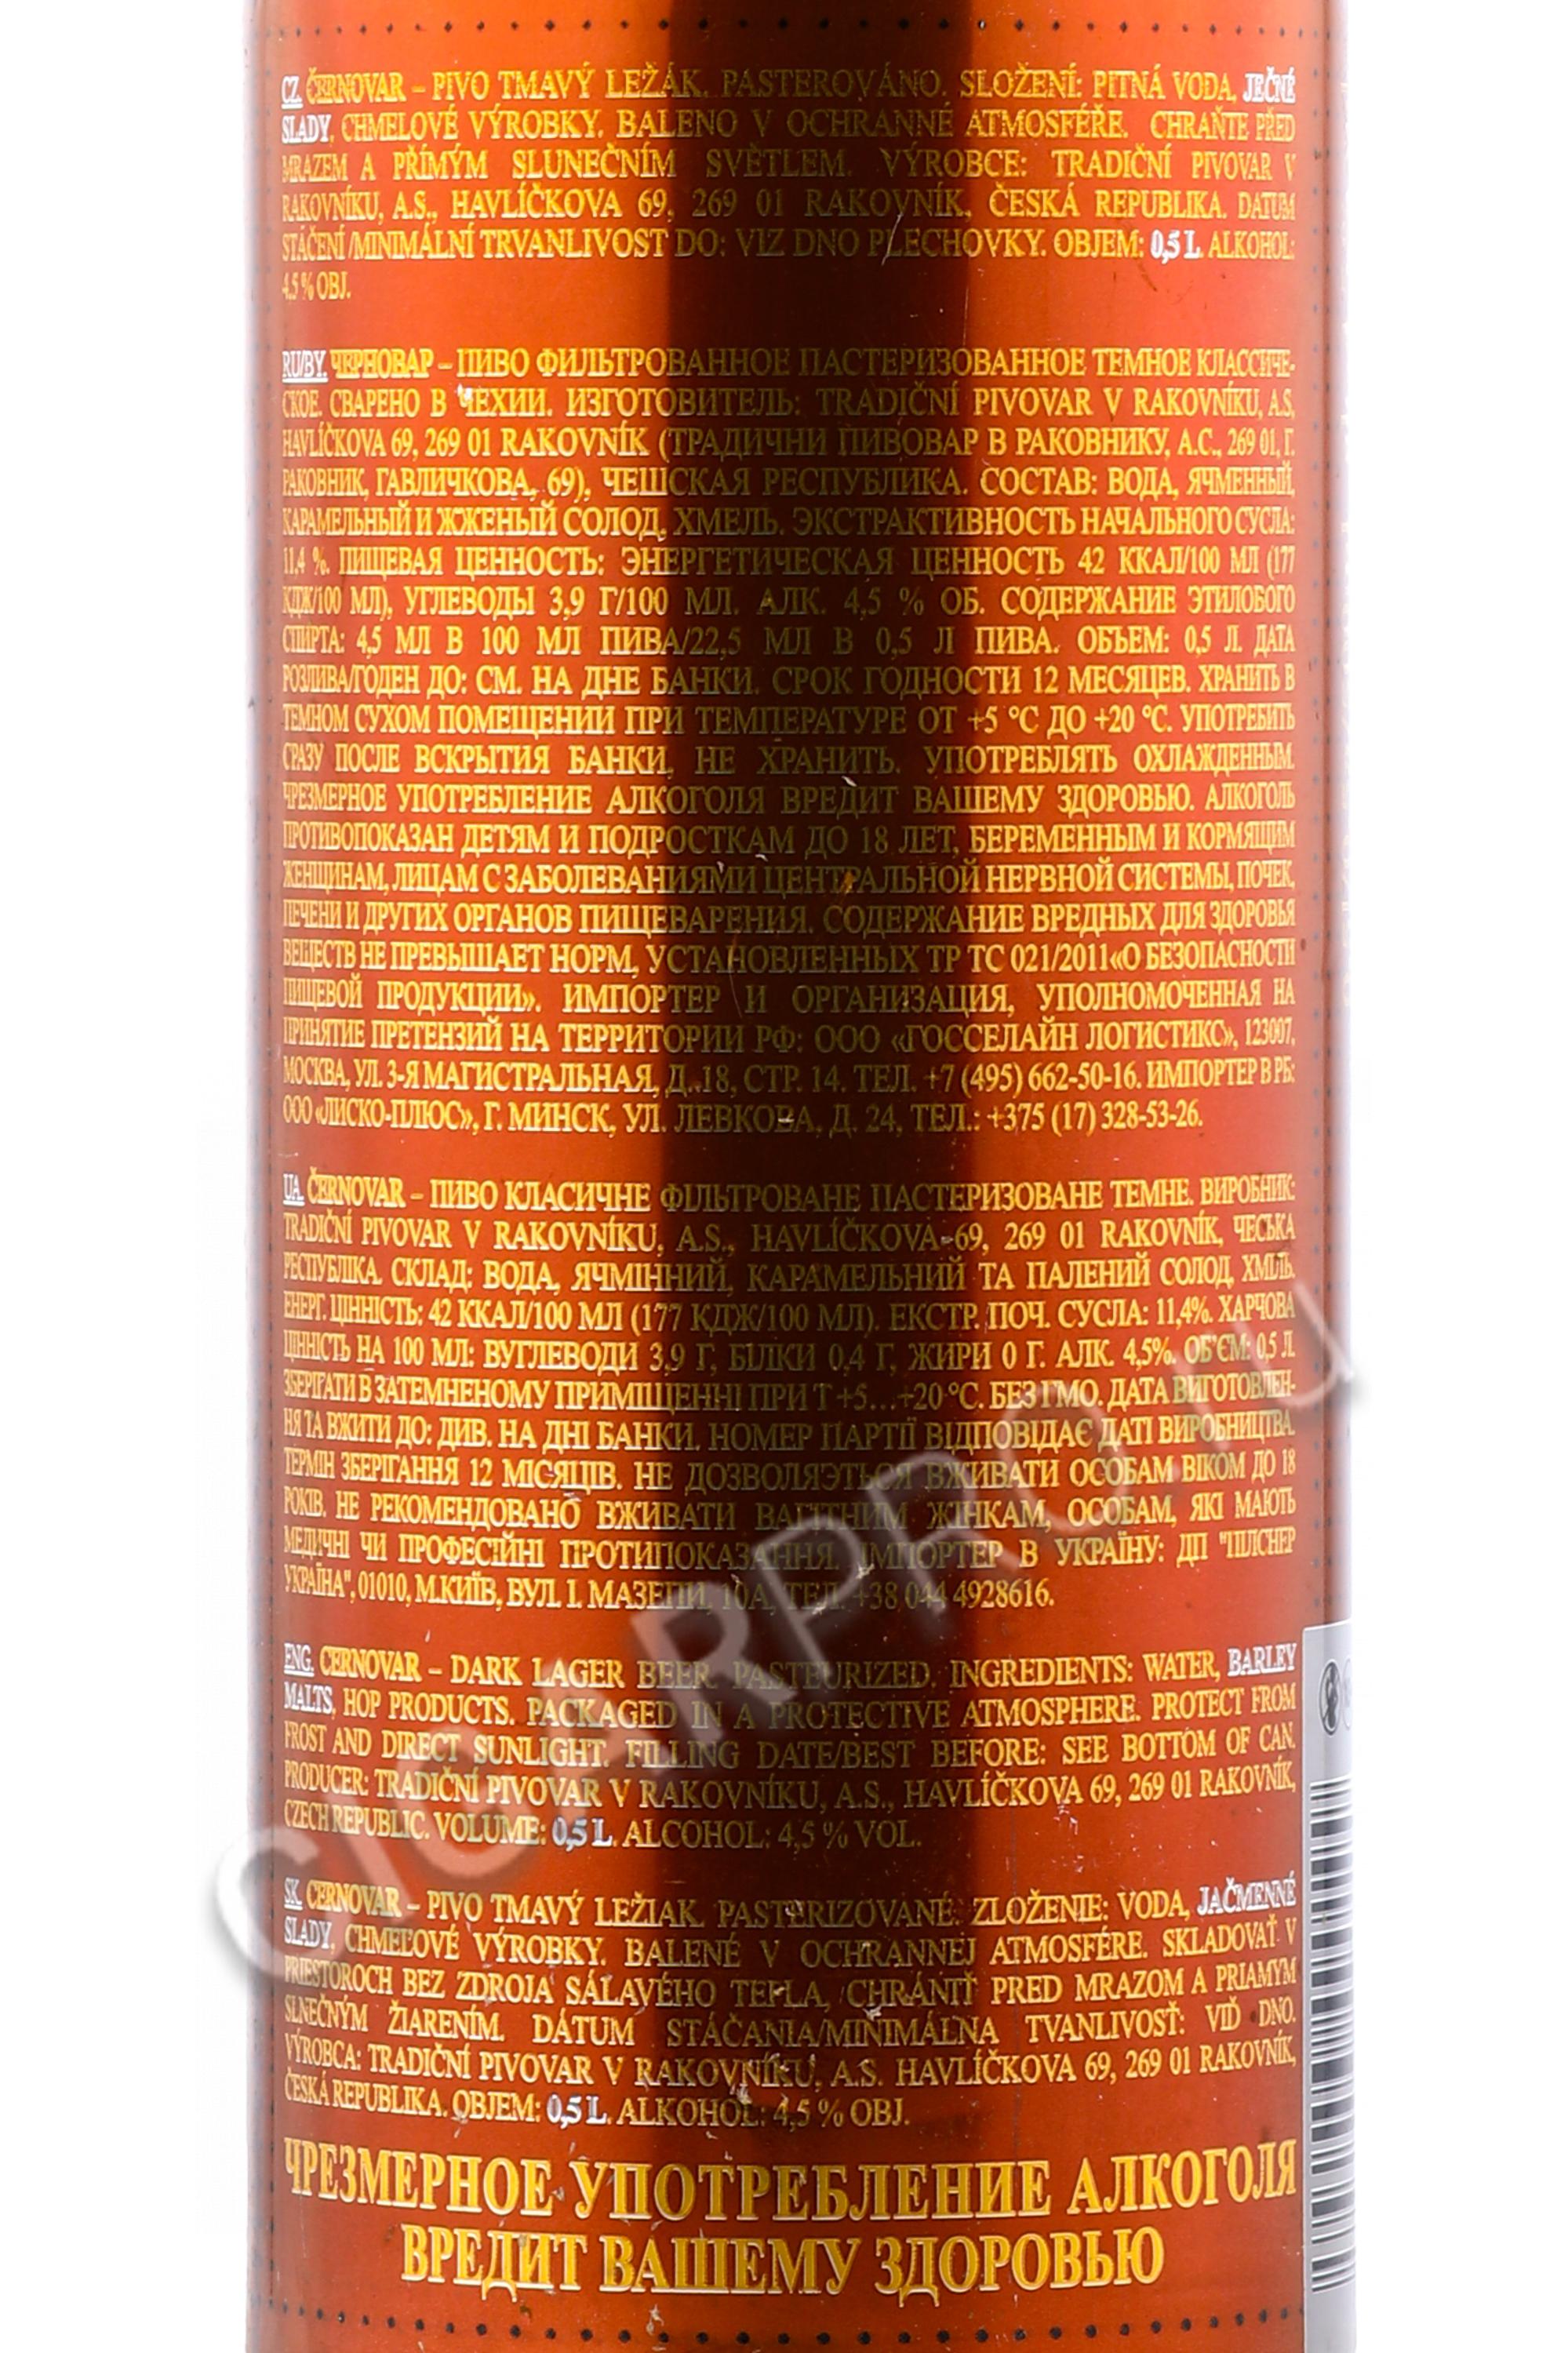 CZ. ČERNOVAR – PIVO TMAVÝ LEŽÁK. PASTEROVÁNO. SLOŽENÍ: PITNÁ VODA, JEČNÉ
SLADY, CHMELOVÉ VÝROBKY. BALENO V OCHRANNÉ ATMOSFÉŘE. CHRAŇTE PŘED
MRAZEM A PŘÍMÝM SLUNEČNÍM SVĚTLEM. VÝROBCE: TRADIČNÍ PIVOVAR V
RAKOVNÍKU, A.S., HAVLÍČKOVA 69, 269 01 RAKOVNÍK, ČESKÁ REPUBLIKA. DATUM
STÁČENÍ /MINIMÁLNÍ TRVANLIVOST DO: VIZ DNO PLECHOVKY. OBJEM: 0,5 L. ALKOHOL:
4,5 % OBJ.
RU/BY. ЧЕРНОВАР – ПИВО ФИЛЬТРОВАННОЕ ПАСТЕРИЗОВАННОЕ ТЕМНОЕ КЛАССИЧЕ-
СКОЕ. СВАРЕНО В ЧЕХИИ. ИЗГОТОВИТЕЛЬ: TRADIČNÍ PIVOVAR V RAKOVNÍKU, A.S,
HAVLÍČKOVA 69, 269 01 RAKOVNÍK (ТРАДИЧНИ ПИВОВАР В РАКОВНИКУ, А.С., 269 01, Г.
РАКОВНИК, ГАВЛИЧКОВА, 69), ЧЕШСКАЯ РЕСПУБЛИКА. СОСТАВ: ВОДА, ЯЧМЕННЫЙ,
КАРАМЕЛЬНЫЙ И ЖЖЕНЫЙ СОЛОД, ХМЕЛЬ. ЭКСТРАКТИВНОСТЬ НАЧАЛЬНОГО СУСЛА:
11,4 %. ПИЩЕВАЯ ЦЕННОСТЬ: ЭНЕРГЕТИЧЕСКАЯ ЦЕННОСТЬ 42 ККАЛ/100 МЛ (177
КДЖ/100 МЛ), УГЛЕВОДЫ 3,9 Г/100 МЛ. АЛК. 4,5 % ОБ. СОДЕРЖАНИЕ ЭТИЛОБОГО
СПИРТА: 4,5 МЛ В 100 МЛ ПИВА/22,5 МЛ В 0,5 Л ПИВА. ОБЪЕМ: 0,5 Л. ДАТА
РОЗЛИВА/ГОДЕН ДО: СМ. НА ДНЕ БАНКИ. СРОК ГОДНОСТИ 12 МЕСЯЦЕВ. ХРАНИТЬ В
ТЕМНОМ СУХОМ ПОМЕЩЕНИИ ПРИ ТЕМПЕРАТУРЕ ОТ +5 °C ДО +20 °C. УПОТРЕБИТЬ
СРАЗУ ПОСЛЕ ВСКРЫТИЯ БАНКИ, НЕ ХРАНИТЬ. УПОТРЕБЛЯТЬ ОХЛАЖДЕННЫМ.
ЧРЕЗМЕРНОЕ УПОТРЕБЛЕНИЕ АЛКОГОЛЯ ВРЕДИТ ВАШЕМУ ЗДОРОВЬЮ. АЛКОГОЛЬ
ПРОТИВОПОКАЗАН ДЕТЯМ И ПОДРОСТКАМ ДО 18 ЛЕТ, БЕРЕМЕННЫМ И КОРМЯЩИМ
ЖЕНЩИНАМ, ЛИЦАМ С ЗАБОЛЕВАНИЯМИ ЦЕНТРАЛЬНОЙ НЕРВНОЙ СИСТЕМЫ, ПОЧЕК,
ПЕЧЕНИ И ДРУГИХ ОРГАНОВ ПИЩЕВАРЕНИЯ. СОДЕРЖАНИЕ ВРЕДНЫХ ДЛЯ ЗДОРОВЬЯ
ВЕЩЕСТВ НЕ ПРЕВЫШАЕТ НОРМ, УСТАНОВЛЕННЫХ ТР ТС 021/2011«О БЕЗОПАСНОСТИ
ПИЩЕВОЙ ПРОДУКЦИИ». ИМПОРТЕР И ОРГАНИЗАЦИЯ, УПОЛНОМОЧЕННАЯ НА
ПРИНЯТИЕ ПРЕТЕНЗИЙ НА ТЕРРИТОРИИ РФ: ООО «ГОССЕЛАЙН ЛОГИСТИКС», 123007,
МОСКВА, УЛ. 3-Я МАГИСТРАЛЬНАЯ, Д..18, СТР. 14. ТЕЛ. +7 (495) 662-50-16. ИМПОРТЕР В РБ:
ООО «ЛИСКО-ПЛЮС», Г. МИНСК, УЛ. ЛЕВКОВА, Д. 24, ТЕЛ.: +375 (17) 328-53-26.
UA. ČERNOVAR – ПИВО КЛАСИЧНЕ ФІЛЬТРОВАНЕ ПАСТЕРИЗОВАНЕ ТЕМНЕ. ВИРОБНИК:
TRADIČNÍ PIVOVAR V RAKOVNÍKU, A.S., HAVLÍČKOVA 69, 269 01 RAKOVNÍK, ЧЕСЬКА
РЕСПУБЛІКА. СКЛАД: ВОДА, ЯЧМІННИЙ, КАРАМЕЛЬНИЙ ТА ПАЛЕНИЙ СОЛОД, ХМІЛЬ.
ЕНЕРГ. ЦІННІСТЬ: 42 ККАЛ/100 МЛ (177 КДЖ/100 МЛ). ЕКСТР. ПОЧ. СУСЛА: 11,4%. ХАРЧОВА
ЦІННІСТЬ НА 100 МЛ: ВУГЛЕВОДИ 3,9 Г, БІЛКИ 0,4 Г, ЖИРИ 0 Г. АЛК. 4,5%. ОБ'ЄМ: 0,5 Л.
ЗБЕРІГАТИ В ЗАТЕМНЕНОМУ ПРИМІЩЕННІ ПРИ Т +5...+20 °C. БЕЗ ГМО. ДАТА ВИГОТОВЛЕН-
НЯ ТА ВЖИТИ ДО: ДИВ. НА ДНІ БАНКИ. НОМЕР ПАРТІЇ ВІДПОВІДАЄ ДАТІ ВИРОБНИЦТВА.
ТЕРМІН ЗБЕРІГАННЯ 12 МІСЯЦІВ. НЕ ДОЗВОЛЯЭТЬСЯ ВЖИВАТИ ОСОБАМ ВІКОМ ДО 18
РОКІВ. НЕ РЕКОМЕНДОВАНО ВЖИВАТИ ВАГІТНИМ ЖІНКАМ, ОСОБАМ, ЯКІ МАЮТЬ
МЕДИЧНІ ЧИ ПРОФЕСІЙНІ ПРОТИПОКАЗАННЯ. ІМПОРТЕР В УКРАЇНУ: ДП "ПІЛСНЕР
УКРАЇНА", 01010, М.КИЇВ, ВУЛ. І. МАЗЕПИ, 10А, ТЕЛ. +38 044 4928616.
ENG. CERNOVAR – DARK LAGER BEER. PASTEURIZED. INGREDIENTS: WATER, BARLEY
MALTS, HOP PRODUCTS. PACKAGED IN A PROTECTIVE ATMOSPHERE. PROTECT FROM
FROST AND DIRECT SUNLIGHT. FILLING DATE/BEST BEFORE: SEE BOTTOM OF CAN.
PRODUCER: TRADIČNÍ PIVOVAR V RAKOVNÍKU, A.S., HAVLÍČKOVA 69, 269 01 RAKOVNÍK,
CZECH REPUBLIC. VOLUME: 0,5 L. ALCOHOL: 4,5 % VOL.
SK. CERNOVAR – PIVO TMAVÝ LEŽIAK. PASTERIZOVANÉ. ZLOŽENIE: VODA, JAČMENNÉ
SLADY, CHMEĽOVÉ VÝROBKY. BALENÉ V OCHRANNEJ ATMOSFÉRE. SKLADOVAŤ V
PRIESTOROCH BEZ ZDROJA SÁLAVÉHO TEPLA, CHRÁNIŤ PRED MRAZOM A PRIAMYM
SLNEČNÝM ŽIARENÍM. DÁTUM STÁČANIA/MINIMÁLNA TVANLIVOSŤ: VIĎ DNO.
VÝROBCA: TRADIČNÍ PIVOVAR V RAKOVNÍKU, A.S. HAVLÍČKOVA 69, 269 01 RAKOVNÍK,
ČESKÁ REPUBLIKA. OBJEM: 0,5 L. ALKOHOL: 4,5 % OBJ.
ЧРЕЗМЕРНОЕ УПОТРЕБЛЕНИЕ АЛКОГОЛЯ
ВРЕДИТ ВАШЕМУ ЗДОРОВЬЮ
CIGARPRO.ru